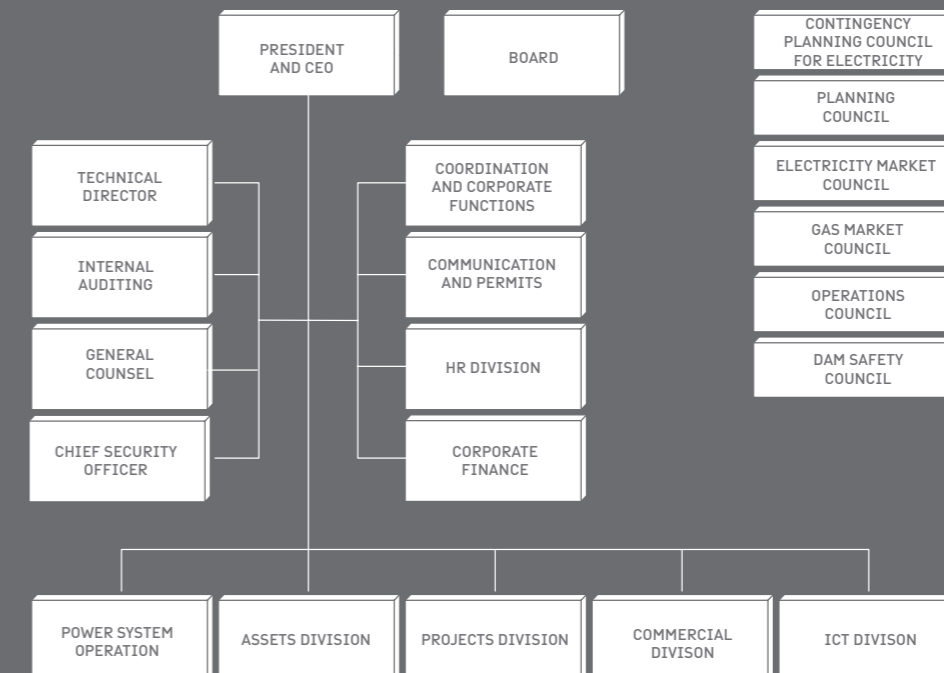 PRESIDENT
AND CEO
BOARD
CONTINGENCY
PLANNING COUNCIL
FOR ELECTRICITY
PLANNING
COUNCIL
ELECTRICITY MARKET
COUNCIL
GAS MARKET
COUNCIL
OPERATIONS
COUNCIL
DAM SAFETY
COUNCIL
TECHNICAL
DIRECTOR
INTERNAL
AUDITING
GENERAL
COUNSEL
CHIEF SECURITY
OFFICER
COORDINATION
AND CORPORATE
FUNCTIONS
COMMUNICATION
AND PERMITS
HR DIVISION
CORPORATE
FINANCE
POWER SYSTEM
OPERATION
ASSETS DIVISION
PROJECTS DIVISION
COMMERCIAL
DIVISON
ICT DIVISON